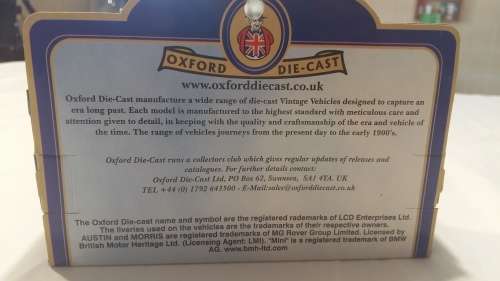 OXFORD DIE-CAST
www.oxforddiecast.co.uk
Oxford Die-Cast manufacture a wide range of die-cast Vintage Vehicles designed to capture an
era long past. Each model is manufactured to the highest standard with meticulous care and
attention given to detail, in keeping with the quality and craftsmanship of the era and vehicle of
the time. The range of vehicles journeys from the present day to the early 1900's.
Oxford Die-Cast runs a collectors club which gives regular updates of releases and
catalogues. For further details contact:
Oxford Die-Cast Ltd. PO Box 62, Swansea, SA1 4YA. UK
TEL +44 (0) 1792 643500 - E-Mail:sales@oxforddiecast.co.uk
The Oxford Die-cast name and symbol are the registered rademarks of LCD Enterprises Ltd.
The liveries used on the vehicles are the trademarks of their respective owners.
AUSTIN and MORRIS are registered trademarks of MG Rover Group Limited. Licensed by
British Motor Heritage Ltd. (Licensing Agent: LMI). "Mini" is a registered trademark of BMW
AG. www.bmh-ltd.com